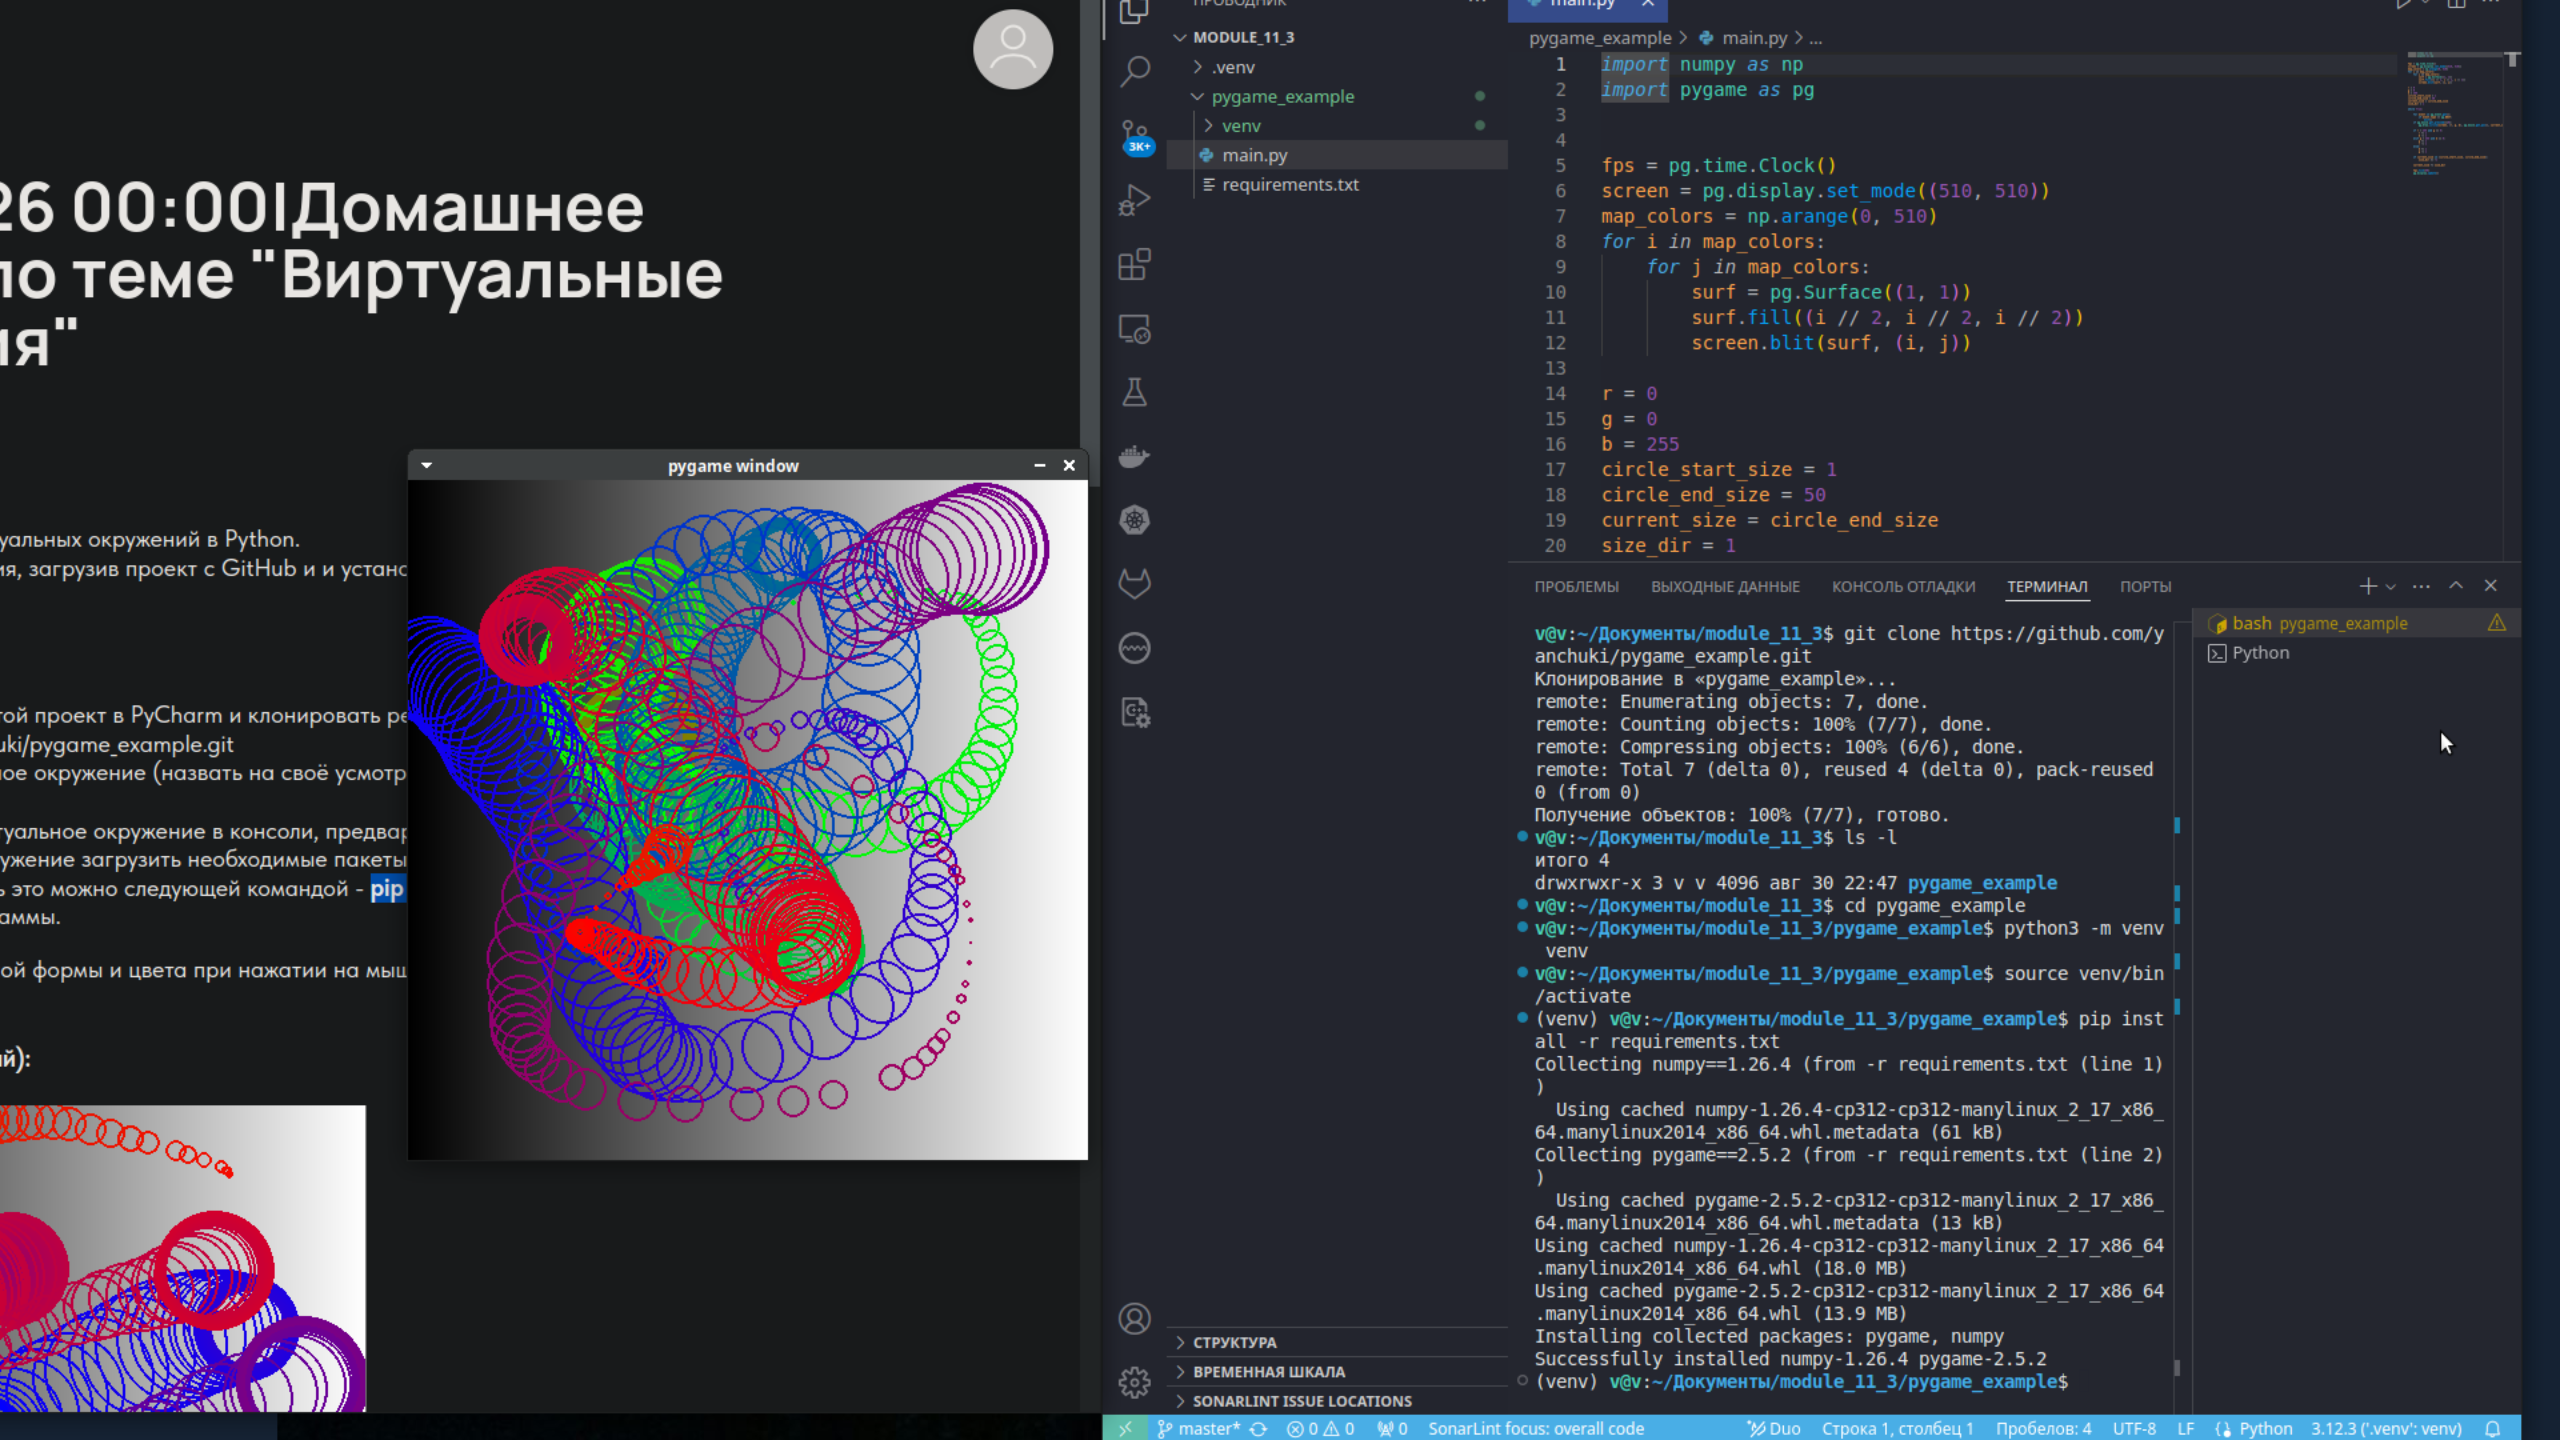 26 00:00|Домашнее
по теме "Виртуальные
ия"
уальных окружений в Python.
ия, загрузив проект с GitHub и и устанс
той проект в PyCharm и клонировать ре
uki/pygame_example.git
ное окружение (назвать на своё усмотр
туальное окружение в консоли, предвар
ужение загрузить необходимые пакеты
ь это можно следующей командой - pip
аммы.
ой формы и цвета при нажатии на мыш
ий):
pygame window
ПРОВОДНИК
MODULE_11_3
.venv
pygame_example
venv
main.py
requirements.txt
3K+
СТРУКТУРА
ВРЕМЕННАЯ ШКАЛА
SONARLINT ISSUE LOCATIONS
main.py
pygame_example > main.py > ...
1 import numpy as np
2 import pygame as pg
3
4
5 fps = pg.time.Clock()
6 screen = pg.display.set_mode((510, 510))
7 map_colors = np.arange(0, 510)
8 for i in map_colors:
9 for j in map_colors:
10 surf = pg.Surface((1, 1))
11 surf.fill((i // 2, i // 2, i // 2))
12 screen.blit(surf, (i, j))
13
14 r = 0
15 g = 0
16 b = 255
17 circle_start_size = 1
18 circle_end_size = 50
19 current_size = circle_end_size
20 size_dir = 1
ПРОБЛЕМЫ ВЫХОДНЫЕ ДАННЫЕ КОНСОЛЬ ОТЛАДКИ ТЕРМИНАЛ ПОРТЫ
v@v:~/Документы/module_11_3$ git clone https://github.com/y
anchuki/pygame_example.git
Клонирование в «pygame_example»...
remote: Enumerating objects: 7, done.
remote: Counting objects: 100% (7/7), done.
remote: Compressing objects: 100% (6/6), done.
remote: Total 7 (delta 0), reused 4 (delta 0), pack-reused
0 (from 0)
Получение объектов: 100% (7/7), готово.
v@v:~/Документы/module_11_3$ ls -l
итого 4
drwxrwxr-x 3 v v 4096 авг 30 22:47 pygame_example
v@v:~/Документы/module_11_3$ cd pygame_example
v@v:~/Документы/module_11_3/pygame_example$ python3 -m venv
venv
v@v:~/Документы/module_11_3/pygame_example$ source venv/bin
/activate
(venv) v@v:~/Документы/module_11_3/pygame_example$ pip inst
all -r requirements.txt
Collecting numpy==1.26.4 (from -r requirements.txt (line 1)
)
Using cached numpy-1.26.4-cp312-cp312-manylinux_2_17_x86_
64.manylinux2014_x86_64.whl.metadata (61 kB)
Collecting pygame==2.5.2 (from -r requirements.txt (line 2)
)
Using cached pygame-2.5.2-cp312-cp312-manylinux_2_17_x86_
64.manylinux2014_x86_64.whl.metadata (13 kB)
Using cached numpy-1.26.4-cp312-cp312-manylinux_2_17_x86_64
.manylinux2014_x86_64.whl (18.0 MB)
Using cached pygame-2.5.2-cp312-cp312-manylinux_2_17_x86_64
.manylinux2014_x86_64.whl (13.9 MB)
Installing collected packages: pygame, numpy
Successfully installed numpy-1.26.4 pygame-2.5.2
(venv) v@v:~/Документы/module_11_3/pygame_example$
bash pygame_example
Python
master* 0 0 0 SonarLint focus: overall code Duo Строка 1, столбец 1 Пробелов: 4 UTF-8 LF Python 3.12.3 ('.venv': venv)